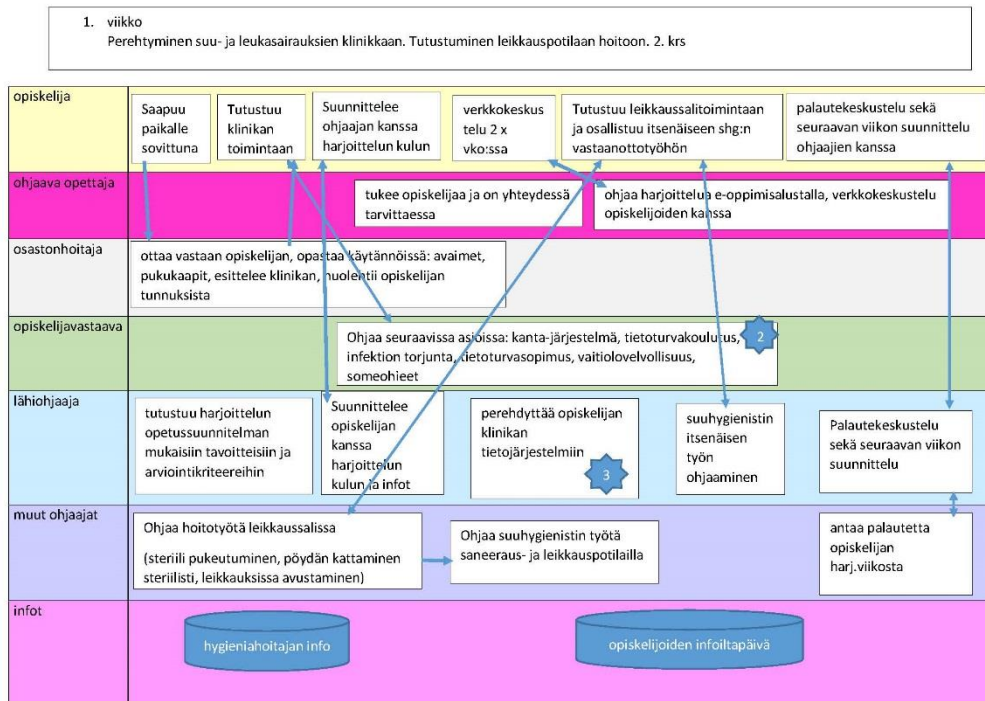 1. viikko
Perehtyminen suu- ja leukasairauksien klinikkaan. Tutustuminen leikkauspotilaan hoitoon. 2. krs
opiskelija
Saapuu
paikalle
sovittuna
Tutustuu
klinikan
toimintaan
Suunnittelee
ohjaajan kanssa
harjoittelun kulun
verkkokeskus
telu 2 x
vko:ssa
Tutustuu leikkaussalitoimintaan
ja osallistuu itsenäiseen shg:n
vastaanottotyöhön
palautekeskustelu sekä
seuraavan viikon suunnittelu
ohjaajien kanssa
ohjaava opettaja
tukee opiskelijaa ja on yhteydessä
tarvittaessa
ohjaa harjoittelua e-oppimisalustalla, verkkokeskustelu
opiskelijoiden kanssa
osastonhoitaja
ottaa vastaan opiskelijan, opastaa käytännöissä: avaimet,
pukukaapit, esittelee klinikan, huolehtii opiskelijan
tunnuksista
opiskelijavastaava
Ohjaa seuraavissa asioissa: kanta-järjestelmä, tietoturvakoulutus,
infektion torjunta, tietoturvasopimus, vaitiolovelvollisuus,
someohjeet
2
lähiohjaaja
tutustuu harjoittelun
opetussuunnitelman
mukaisiin tavoitteisiin ja
arviointikriteereihin
Suunnittelee
opiskelijan
kanssa
harjoittelun
kulun ja infot
perehdyttää opiskelijan
klinikan
tietojärjestelmiin
3
suuhygienistin
itsenäisen
työn
ohjaaminen
Palautekeskustelu
sekä seuraavan viikon
suunnittelu
muut ohjaajat
Ohjaa hoitotyötä leikkaussalissa
(steriili pukeutuminen, pöydän kattaminen
steriilisti, leikkauksissa avustaminen)
Ohjaa suuhygienistin työtä
saneeraus- ja leikkauspotilailla
antaa palautetta
opiskelijan
harj.viikosta
infot
hygieniahoitajan info
opiskelijoiden infoiltapäivä